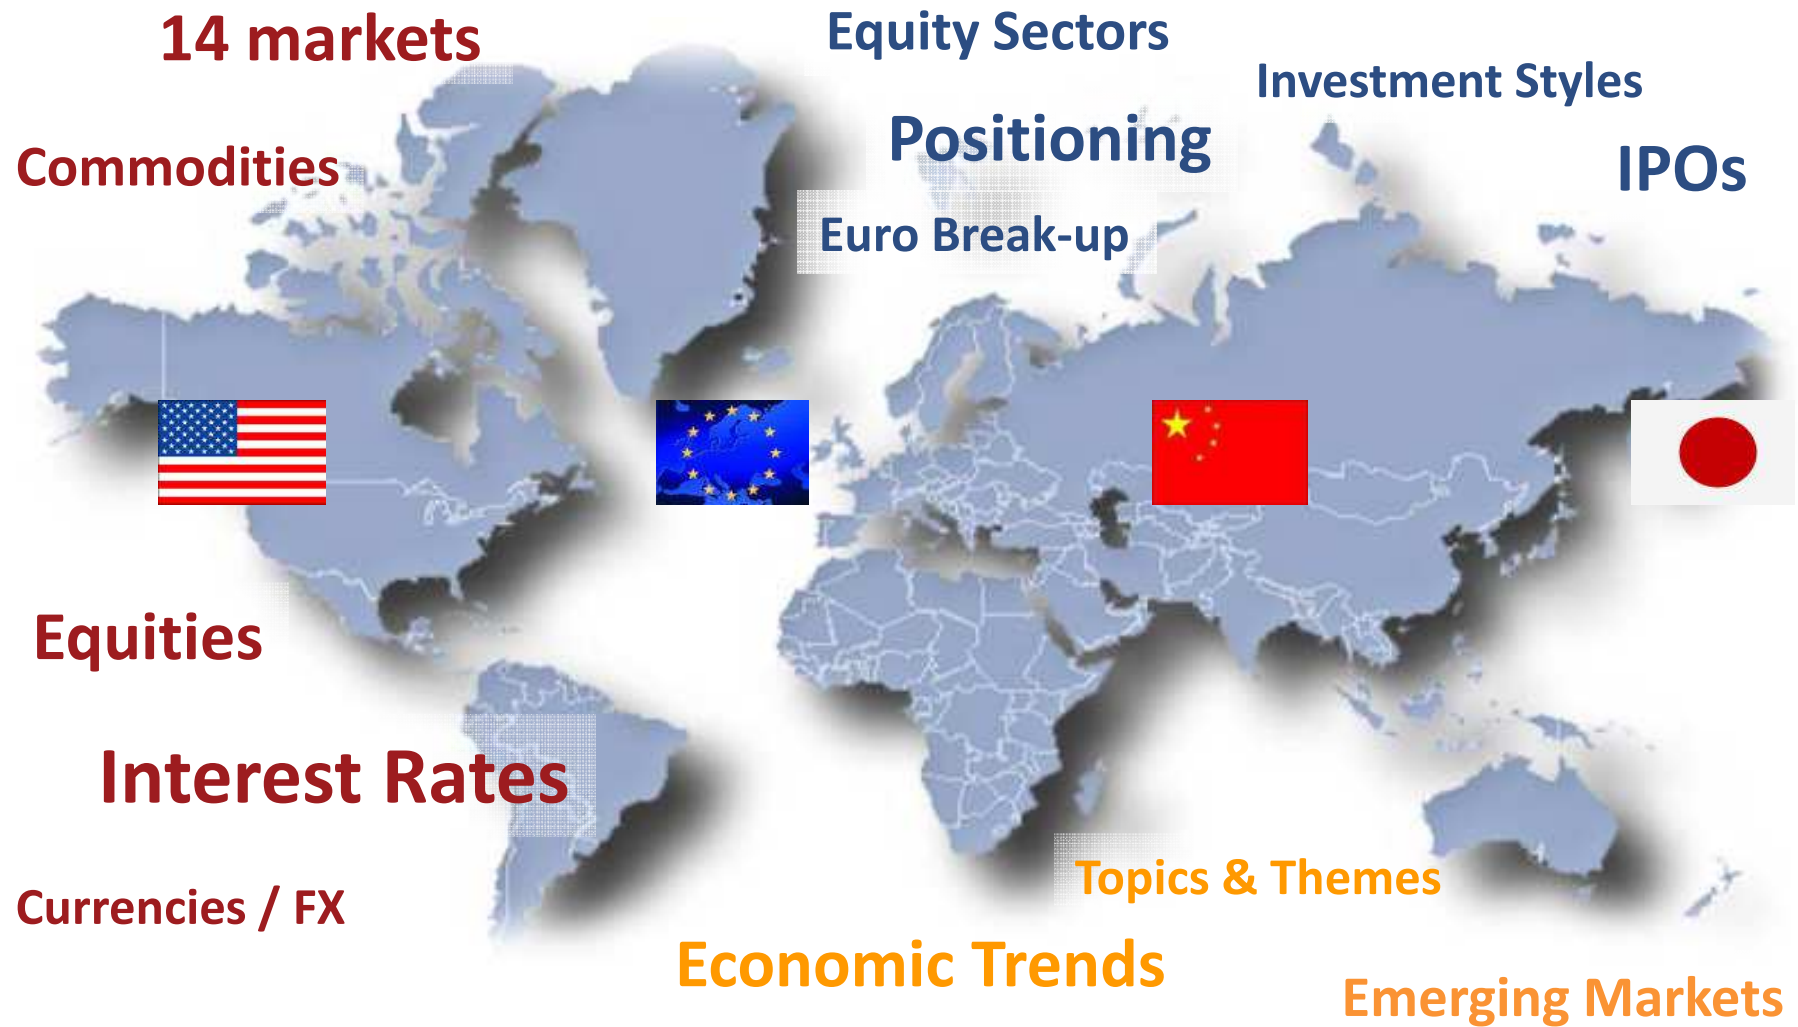 14 markets
Equity Sectors
Investment Styles
Positioning
Commodities
IPOs
Euro Break-up
Equities
Interest Rates
Topics & Themes
Currencies / FX
Economic Trends
Emerging Markets